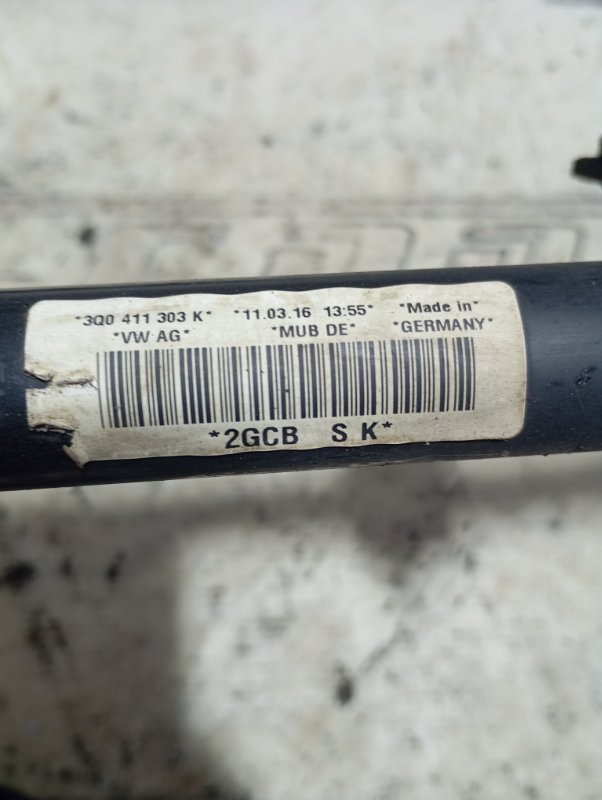 *3Q0 411 303 K* *11.03.16 13:55* *Made in*
*VW AG* *MUB DE* *GERMANY*
*2GCB S K*